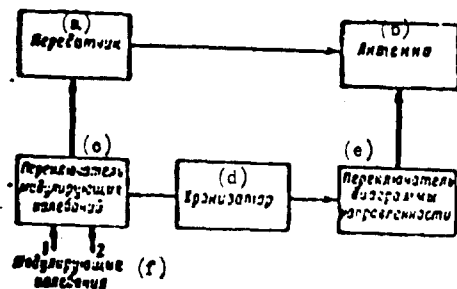 (a)
Передатчик
(b)
Антенна
(c)
Переключатель
модулирующих
колебаний
(d)
Хронизатор
(e)
Переключатель
диаграммы
направленности
1 2
Модулирующие
колебания
(f)